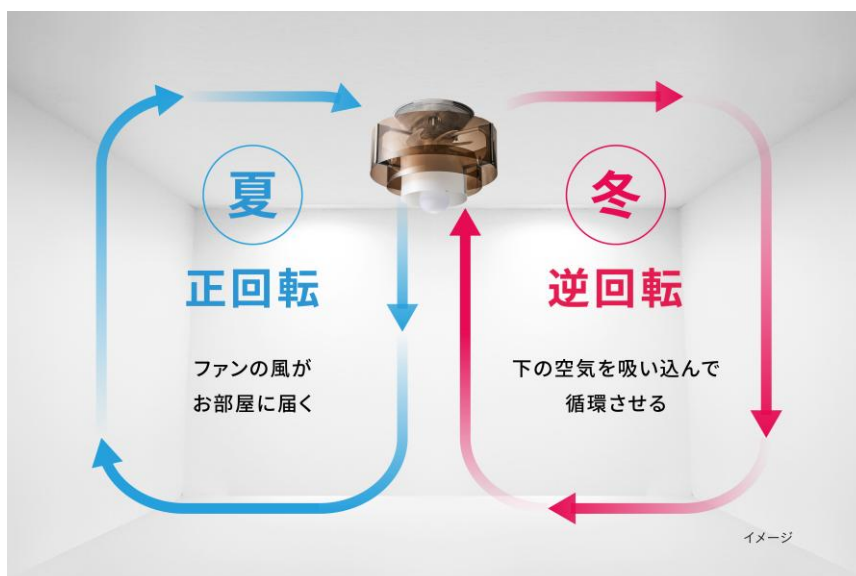 夏
正回転
ファンの風が
お部屋に届く
冬
逆回転
下の空気を吸い込んで
循環させる
イメージ